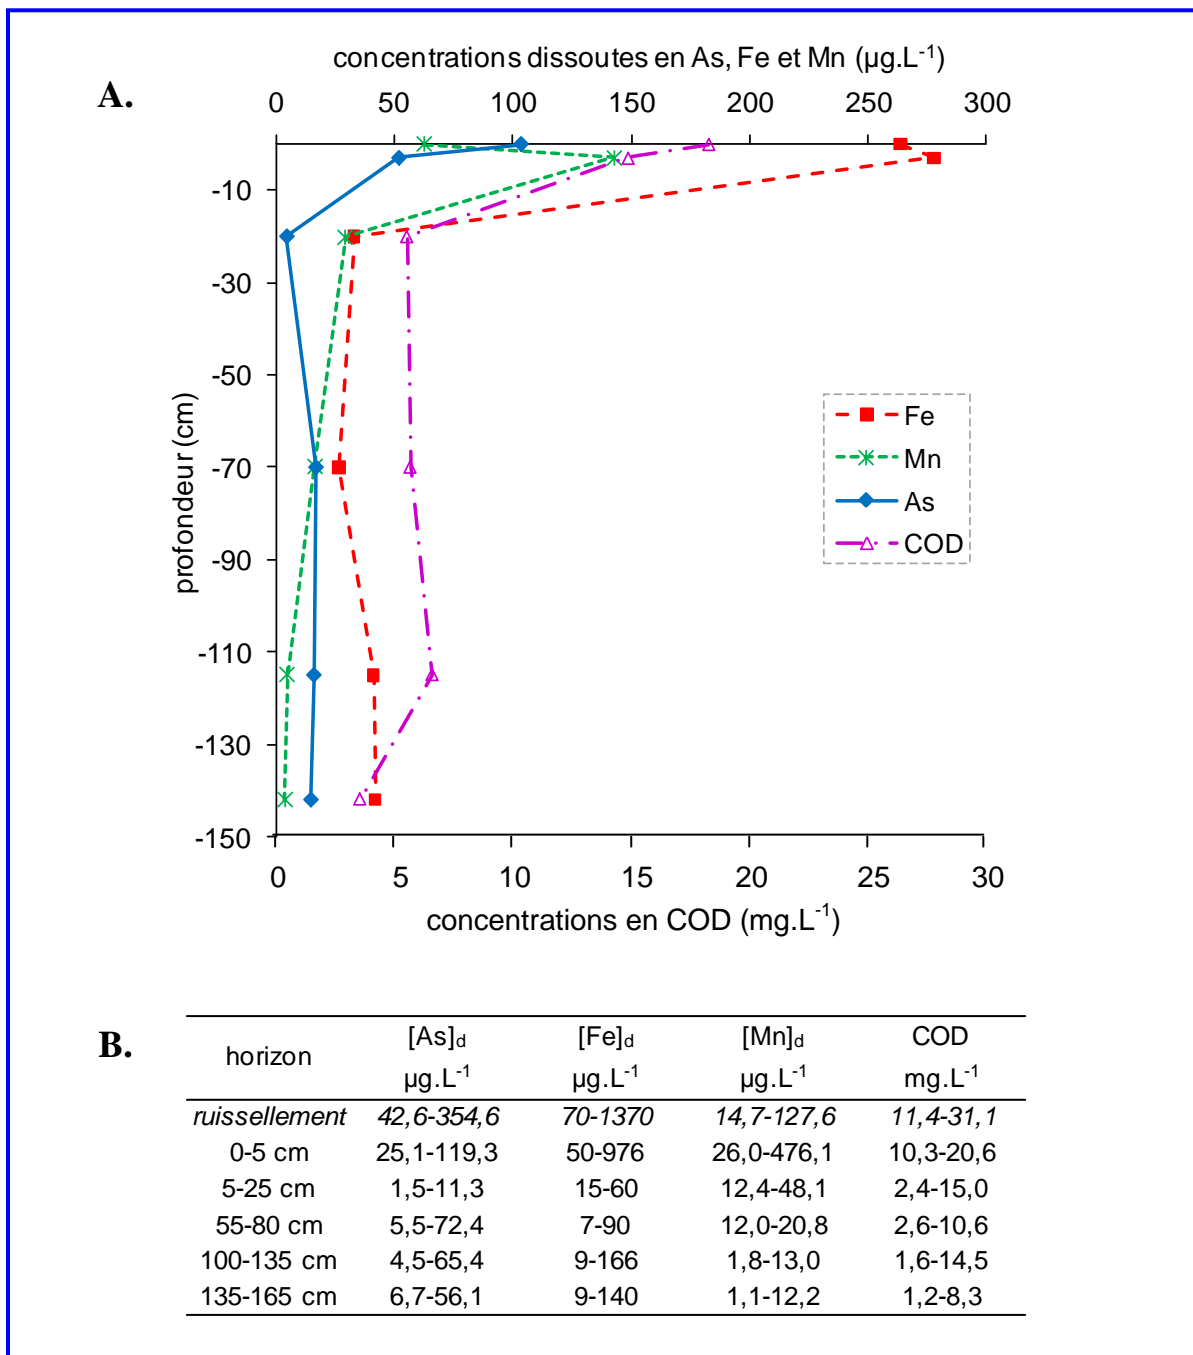 concentrations dissoutes en As, Fe et Mn (µg.L-1)
A.
0 50 100 150 200 250 300
-10
-30
-50
-70
-90
-110
-130
-150
profondeur (cm)
Fe
Mn
As
COD
0 5 10 15 20 25 30
concentrations en COD (mg.L-1)
B.
horizon [As]d [Fe]d [Mn]d COD
µg.L-1 µg.L-1 µg.L-1 mg.L-1
ruissellement 42,6-354,6 70-1370 14,7-127,6 11,4-31,1
0-5 cm 25,1-119,3 50-976 26,0-476,1 10,3-20,6
5-25 cm 1,5-11,3 15-60 12,4-48,1 2,4-15,0
55-80 cm 5,5-72,4 7-90 12,0-20,8 2,6-10,6
100-135 cm 4,5-65,4 9-166 1,8-13,0 1,6-14,5
135-165 cm 6,7-56,1 9-140 1,1-12,2 1,2-8,3